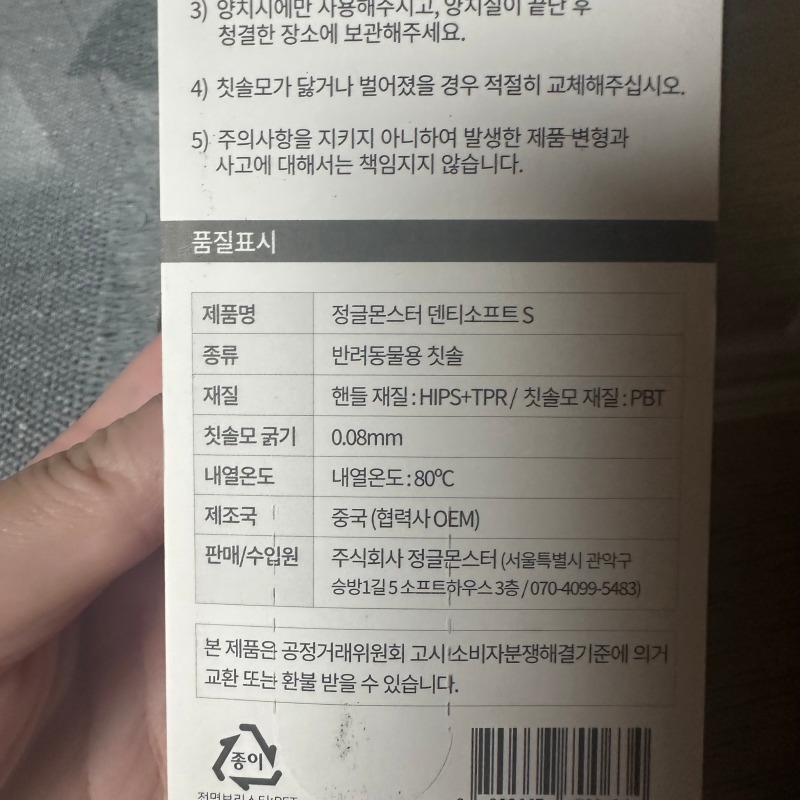 3) 양치시에만 사용해주시고, 양치질이 끝난 후
청결한 장소에 보관해주세요.
4) 칫솔모가 닳거나 벌어졌을 경우 적절히 교체해주십시오.
5) 주의사항을 지키지 아니하여 발생한 제품 변형과
사고에 대해서는 책임지지 않습니다.
품질표시
제품명 정글몬스터 덴티소프트 S
종류 반려동물용 칫솔
재질 핸들 재질 : HIPS+TPR / 칫솔모 재질 : PBT
칫솔모 굵기 0.08mm
내열온도 내열온도 : 80℃
제조국 중국 (협력사 OEM)
판매/수입원 주식회사 정글몬스터 (서울특별시 관악구
승방1길 5 소프트하우스 3층 / 070-4099-5483)
본 제품은 공정거래위원회 고시 소비자분쟁해결기준에 의거
교환 또는 환불 받을 수 있습니다.
종이